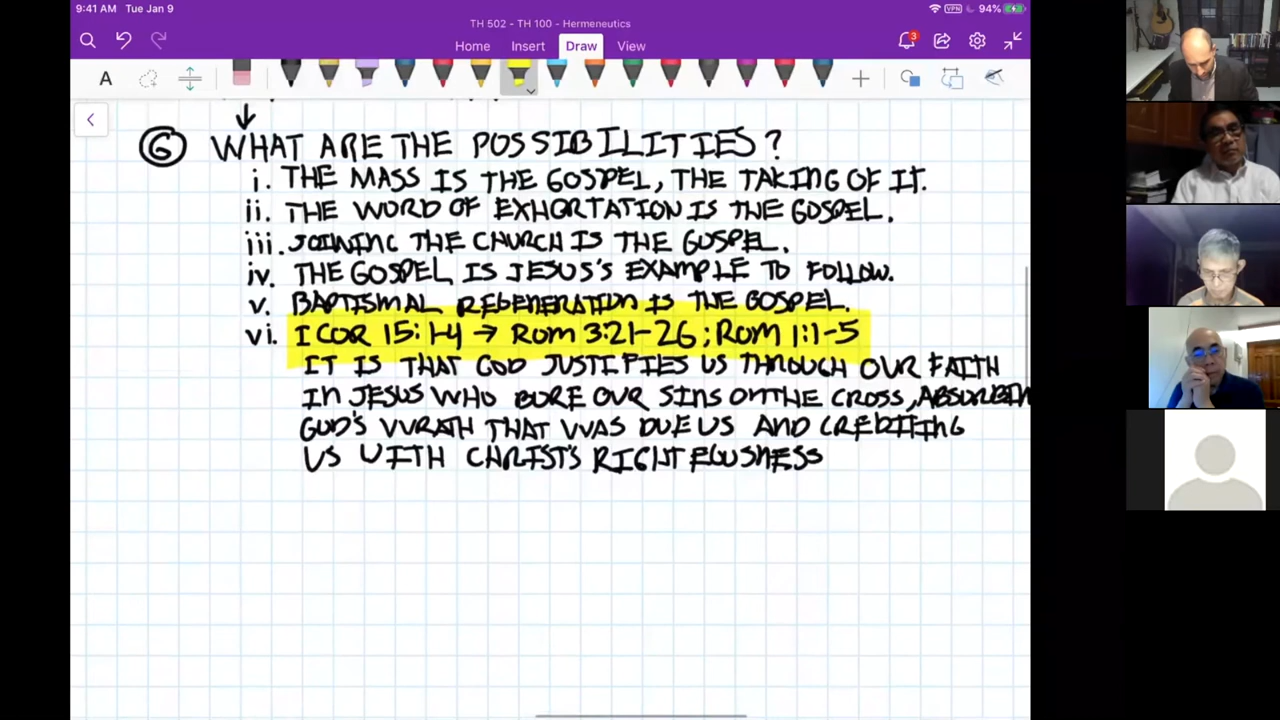 9:41 AM Tue Jan 9
VPN 94%
TH 502 - TH 100 - Hermeneutics
Home Insert Draw View
3
A
6 WHAT ARE THE POSSIBILITIES?
i. THE MASS IS THE GOSPEL, THE TAKING OF IT.
ii. THE WORD OF EXHORTATION IS THE GOSPEL.
iii. JOINING THE CHURCH IS THE GOSPEL.
iv. THE GOSPEL IS JESUS'S EXAMPLE TO FOLLOW.
v. BAPTISMAL REGENERATION IS THE GOSPEL.
vi. I COR 15:1-4 → Rom 3:21-26; Rom 1:1-5
IT IS THAT GOD JUSTIFIES US THROUGH OUR FAITH
IN JESUS WHO BORE OUR SINS ON THE CROSS, ABSORBIN
GOD'S WRATH THAT WAS DUE US AND CREDITING
US WITH CHRIST'S RIGHTEOUSNESS